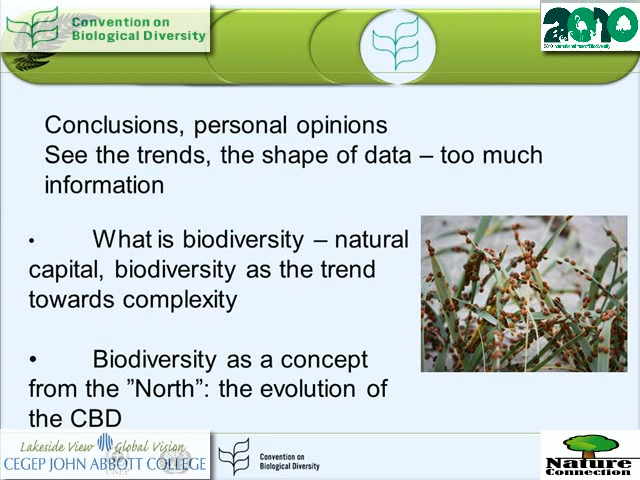 Convention on
Biological Diversity
2010
Conclusions, personal opinions
See the trends, the shape of data – too much
information
• What is biodiversity – natural
capital, biodiversity as the trend
towards complexity
• Biodiversity as a concept
from the ”North”: the evolution of
the CBD
Lakeside View Global Vision
CEGEP JOHN ABBOTT COLLEGE
UNEP
Convention on
Biological Diversity
Nature
Connection